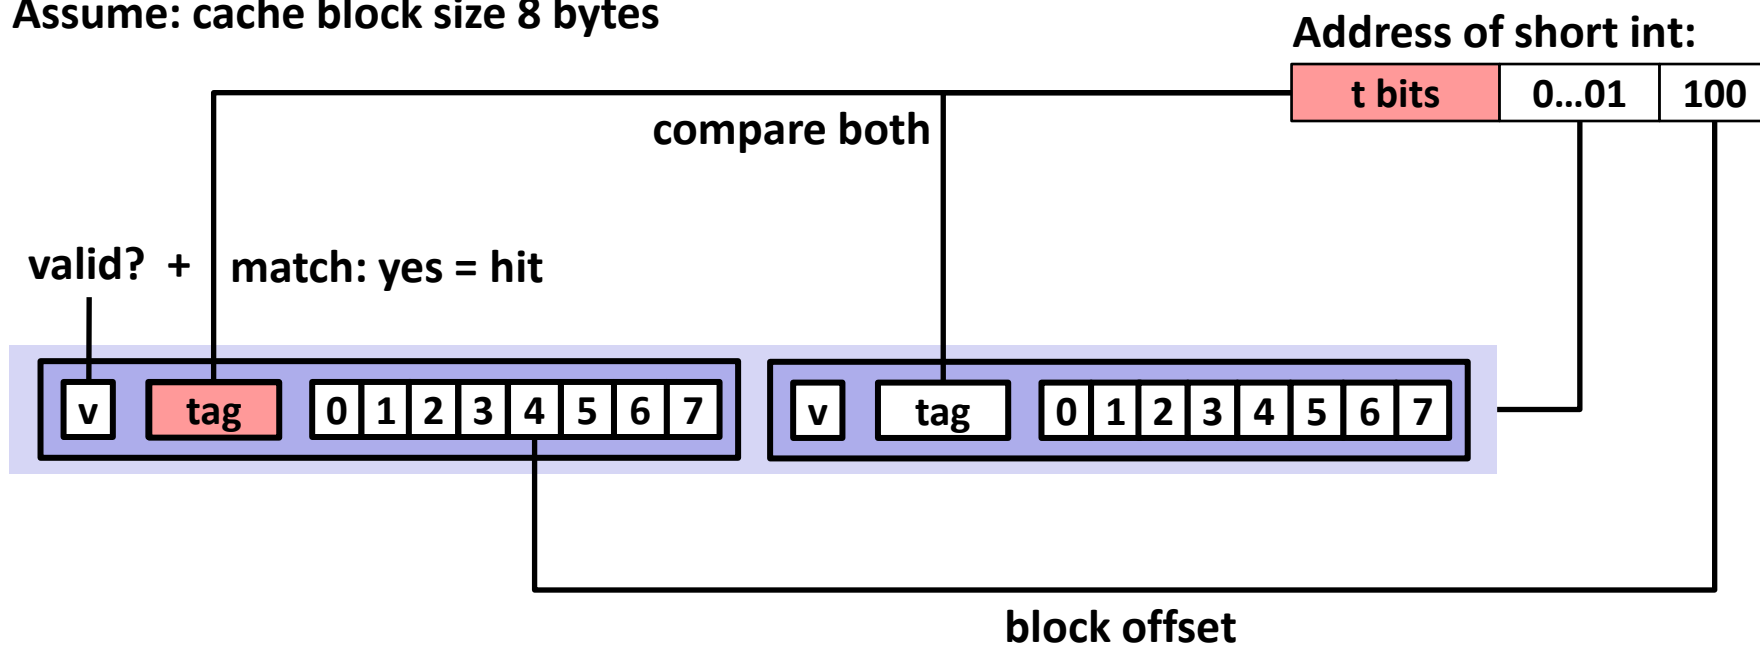 Assume: cache block size 8 bytes
Address of short int:
t bits 0...01 100
compare both
valid? + match: yes = hit
v tag 0 1 2 3 4 5 6 7 v tag 0 1 2 3 4 5 6 7
block offset